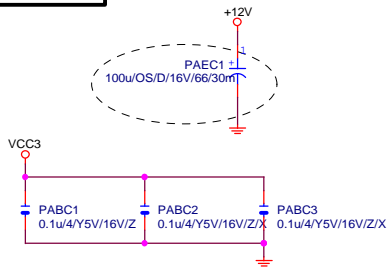 +12V
1
PAEC1 +
100u/OS/D/16V/66/30m
VCC3
PABC1
0.1u/4/Y5V/16V/Z
PABC2
0.1u/4/Y5V/16V/Z/X
PABC3
0.1u/4/Y5V/16V/Z/X